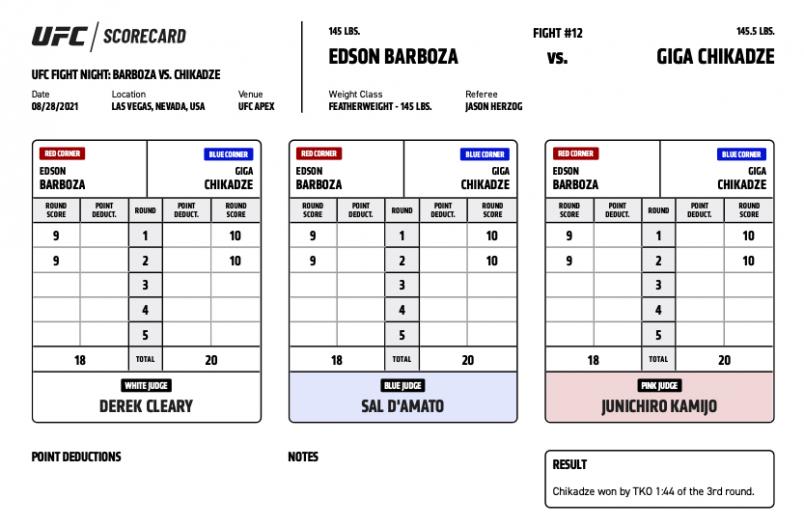 UFC SCORECARD
UFC FIGHT NIGHT: BARBOZA VS. CHIKADZE
Date Location Venue
08/28/2021 LAS VEGAS, NEVADA, USA UFC APEX
145 LBS. FIGHT #12 145.5 LBS.
EDSON BARBOZA VS. GIGA CHIKADZE
Weight Class Referee
FEATHERWEIGHT - 145 LBS. JASON HERZOG
RED CORNER BLUE CORNER
EDSON GIGA
BARBOZA CHIKADZE
ROUND SCORE POINT DEDUCT. ROUND POINT DEDUCT. ROUND SCORE
9 1 10
9 2 10
3
4
5
18 TOTAL 20
WHITE JUDGE
DEREK CLEARY
RED CORNER BLUE CORNER
EDSON GIGA
BARBOZA CHIKADZE
ROUND SCORE POINT DEDUCT. ROUND POINT DEDUCT. ROUND SCORE
9 1 10
9 2 10
3
4
5
18 TOTAL 20
BLUE JUDGE
SAL D'AMATO
RED CORNER BLUE CORNER
EDSON GIGA
BARBOZA CHIKADZE
ROUND SCORE POINT DEDUCT. ROUND POINT DEDUCT. ROUND SCORE
9 1 10
9 2 10
3
4
5
18 TOTAL 20
PINK JUDGE
JUNICHIRO KAMIJO
POINT DEDUCTIONS
NOTES
RESULT
Chikadze won by TKO 1:44 of the 3rd round.